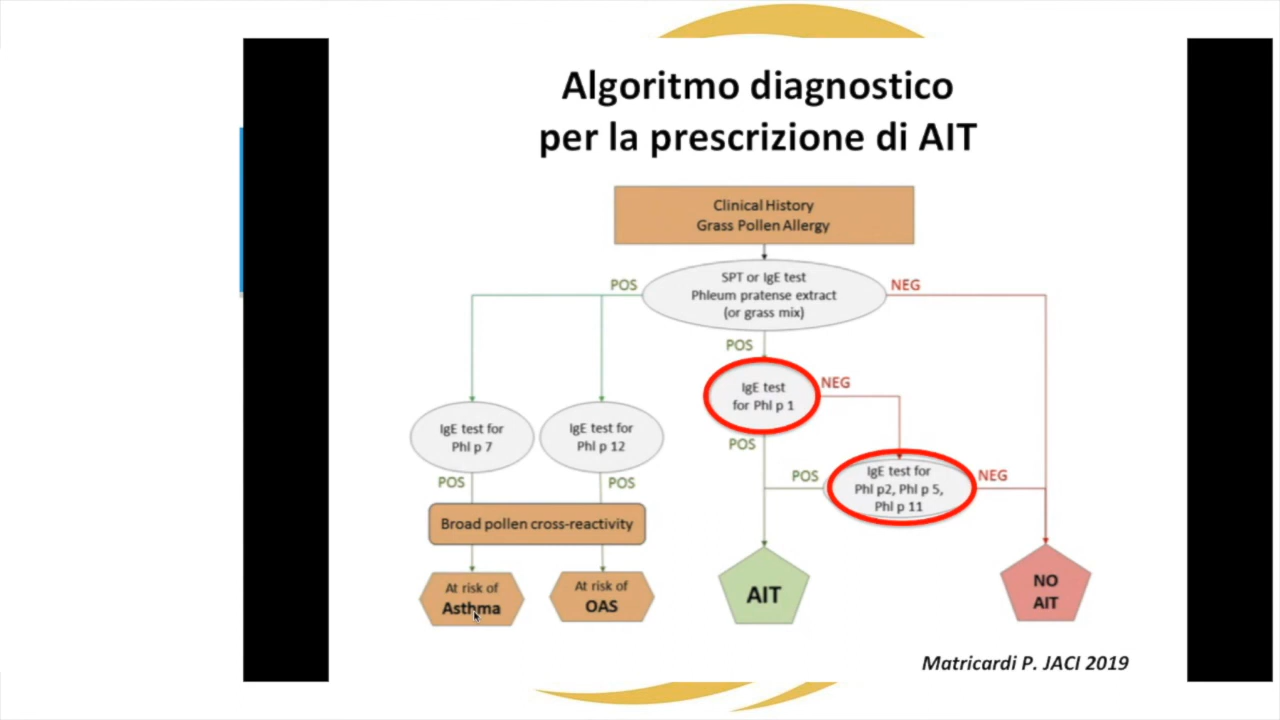 Algoritmo diagnostico
per la prescrizione di AIT
Clinical History
Grass Pollen Allergy
SPT or IgE test
Phleum pratense extract
(or grass mix)
POS
NEG
POS
IgE test
for Phl p 1
NEG
IgE test for
Phl p 7
IgE test for
Phl p 12
POS
IgE test for
Phl p2, Phl p 5,
Phl p 11
POS
NEG
POS
POS
Broad pollen cross-reactivity
At risk of
Asthma
At risk of
OAS
AIT
NO
AIT
Matricardi P. JACI 2019